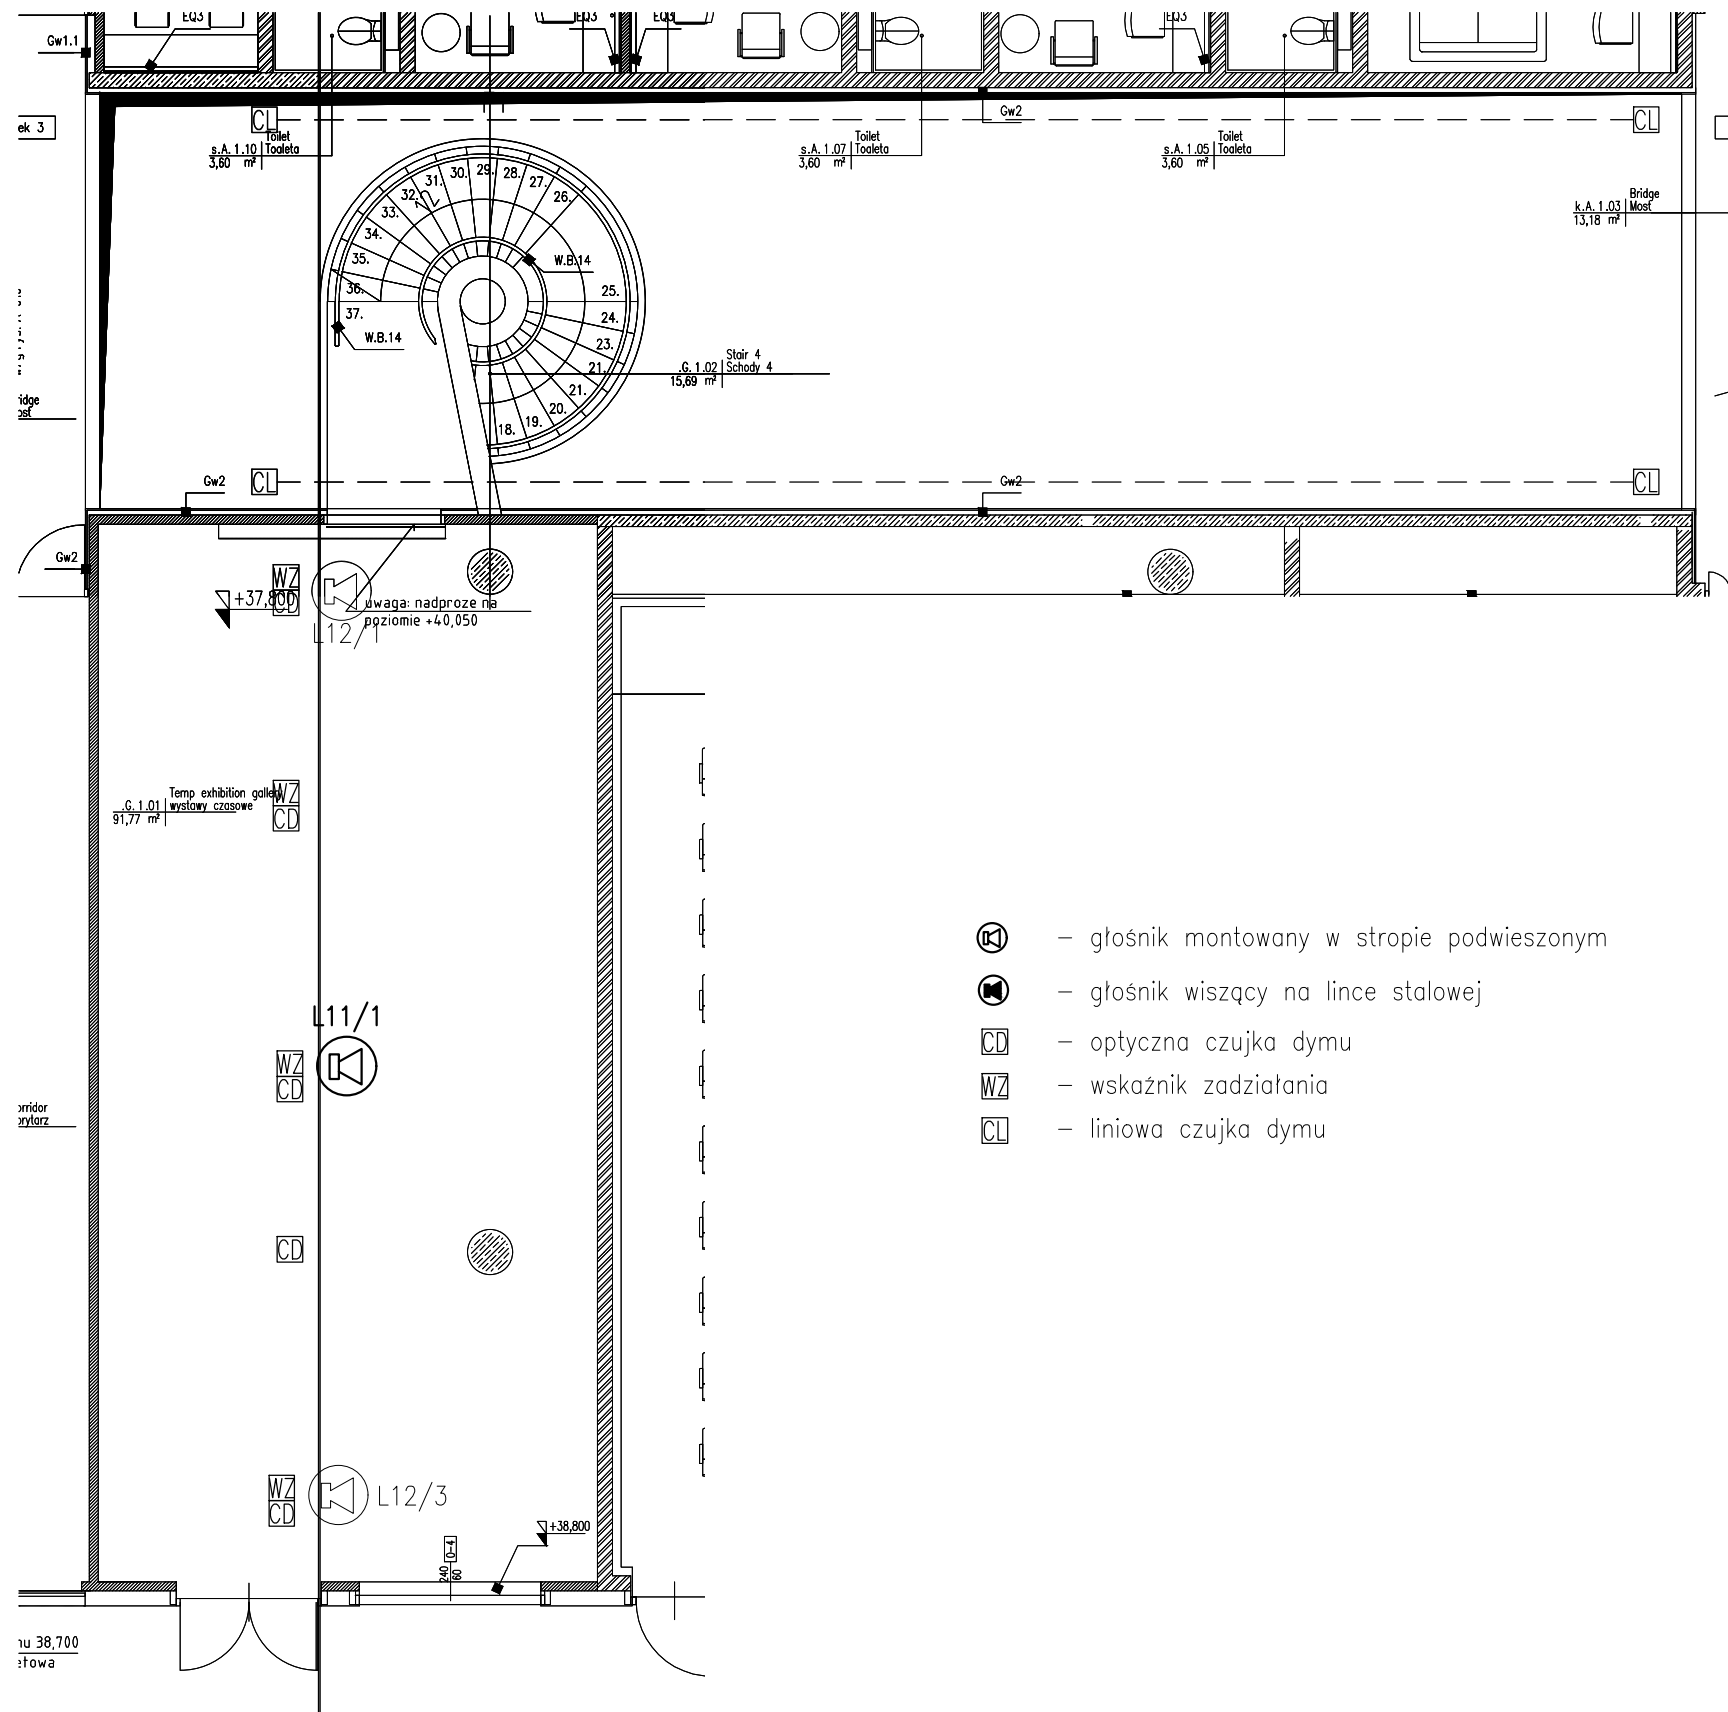 EQ3
EQ3
EQ3
EQ3
Gw1.1
ek 3
CL
Gw2
CL
Toilet
s.A. 1.10 Toaleta
3,60 m²
Toilet
s.A. 1.07 Toaleta
3,60 m²
Toilet
s.A. 1.05 Toaleta
3,60 m²
Bridge
k.A. 1.03 Most
13,18 m²
12
29.
30.
28.
31.
27.
32.
26.
33.
34.
35.
W.B.14
36.
25.
37.
24.
W.B.14
23.
21.
21.
20.
19.
18.
Stair 4
.G. 1.02 Schody 4
15,69 m²
idge
ost
CL
Gw2
Gw2
CL
Gw2
WZ
CD
+37,800
uwaga: nadproze na
poziomie +40,050
L12/1
WZ
CD
Temp exhibition gallery
.G. 1.01 wystawy czasowe
91,77 m²
L11/1
WZ
CD
orridor
orytarz
CD
WZ
CD
L12/3
+38,800
0-4
240
60
nu 38,700
etowa
– głośnik montowany w stropie podwieszonym
– głośnik wiszący na lince stalowej
CD – optyczna czujka dymu
WZ – wskaźnik zadziałania
CL – liniowa czujka dymu